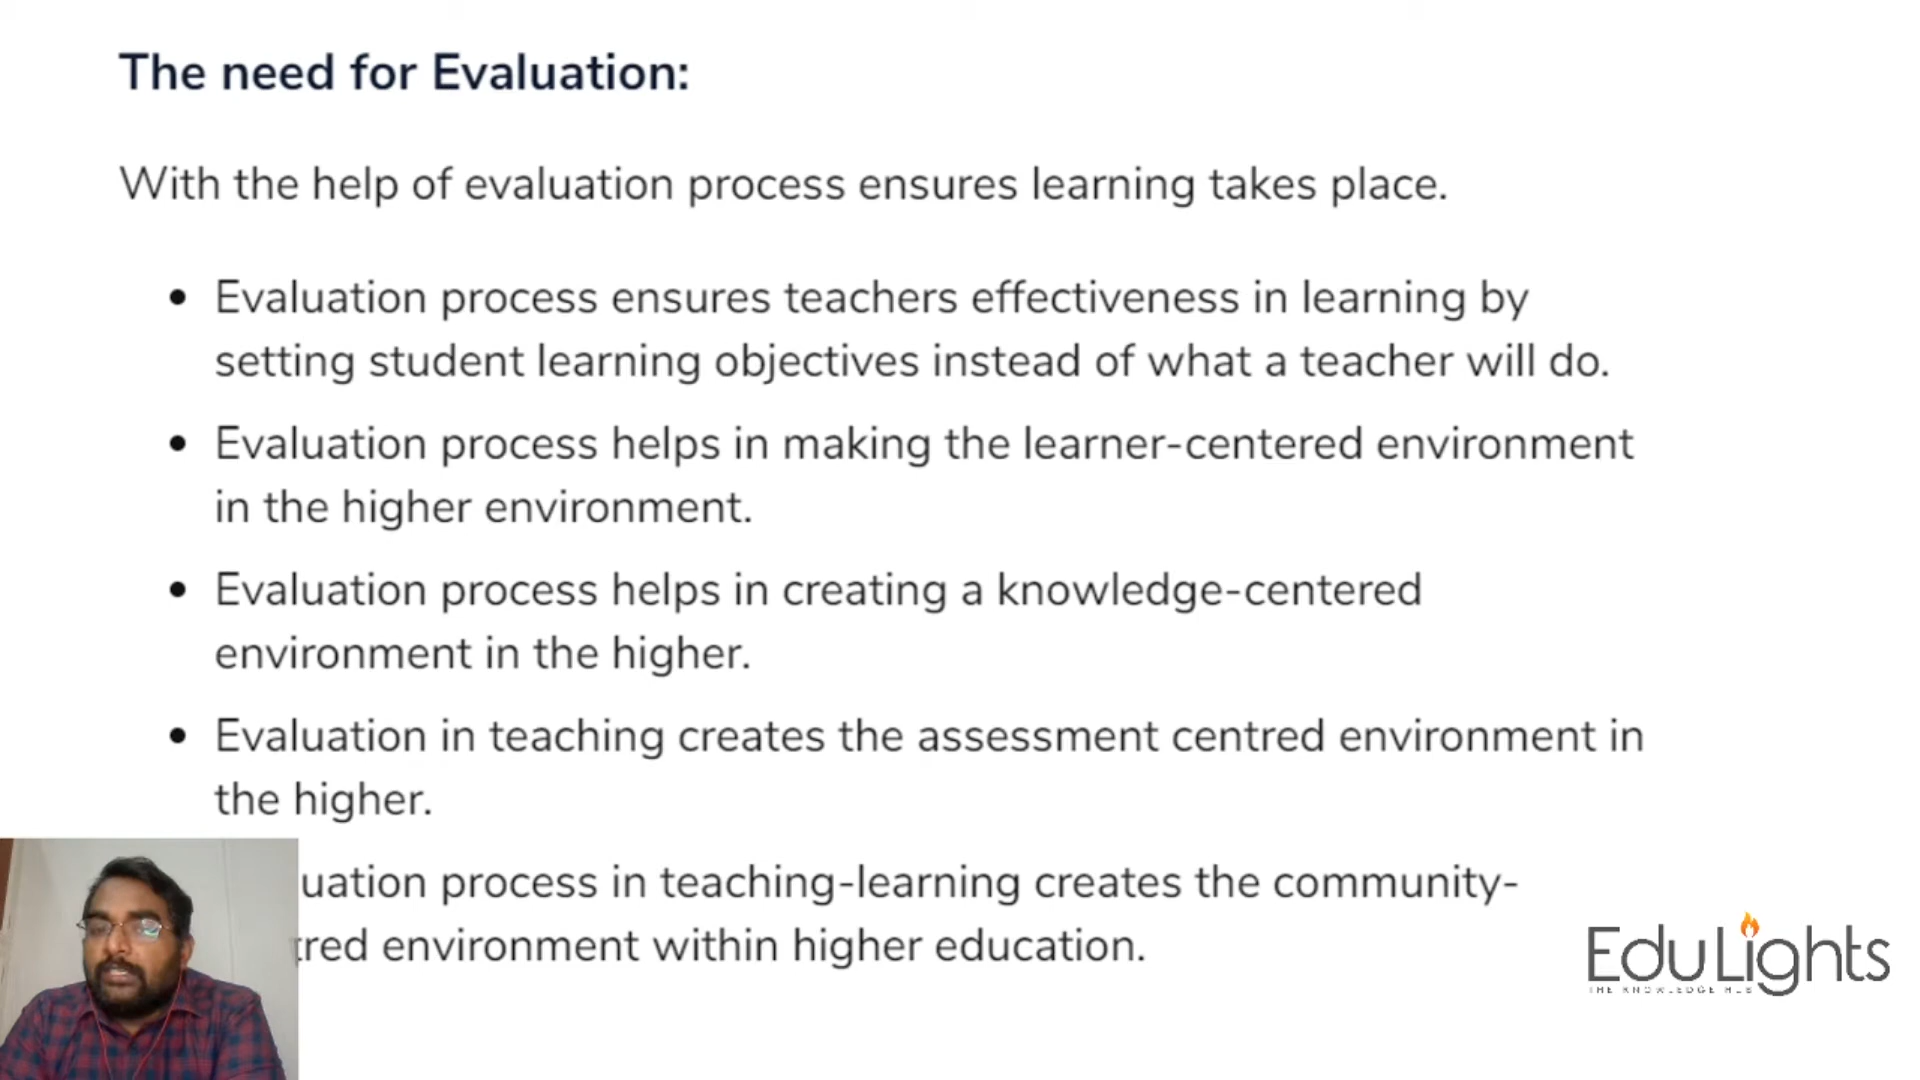 The need for Evaluation:
With the help of evaluation process ensures learning takes place.
• Evaluation process ensures teachers effectiveness in learning by
setting student learning objectives instead of what a teacher will do.
• Evaluation process helps in making the learner-centered environment
in the higher environment.
• Evaluation process helps in creating a knowledge-centered
environment in the higher.
• Evaluation in teaching creates the assessment centred environment in
the higher.
uation process in teaching-learning creates the community-
tred environment within higher education.
EduLights
THE KNOWLEDGE HUB